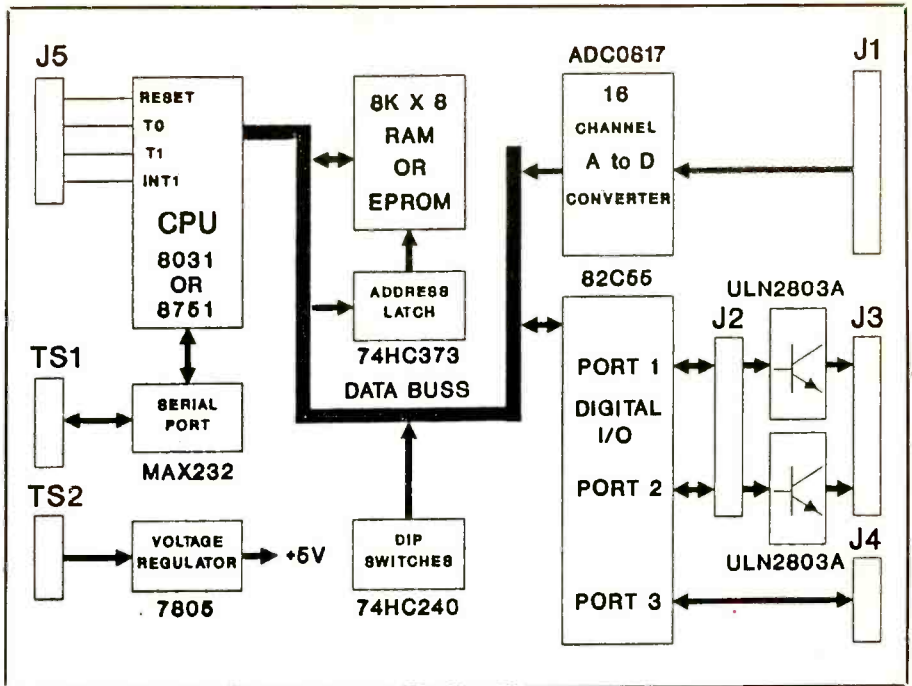 J5
RESET
T0
T1
INT1
CPU
8031
OR
8751
TS1
SERIAL
PORT
MAX232
TS2
VOLTAGE
REGULATOR
+5V
7805
8K X 8
RAM
OR
EPROM
ADDRESS
LATCH
74HC373
DATA BUSS
DIP
SWITCHES
74HC240
ADC0817
16
CHANNEL
A to D
CONVERTER
J1
82C55
PORT 1
DIGITAL
I/O
PORT 2
PORT 3
J2
ULN2803A
J3
ULN2803A
J4